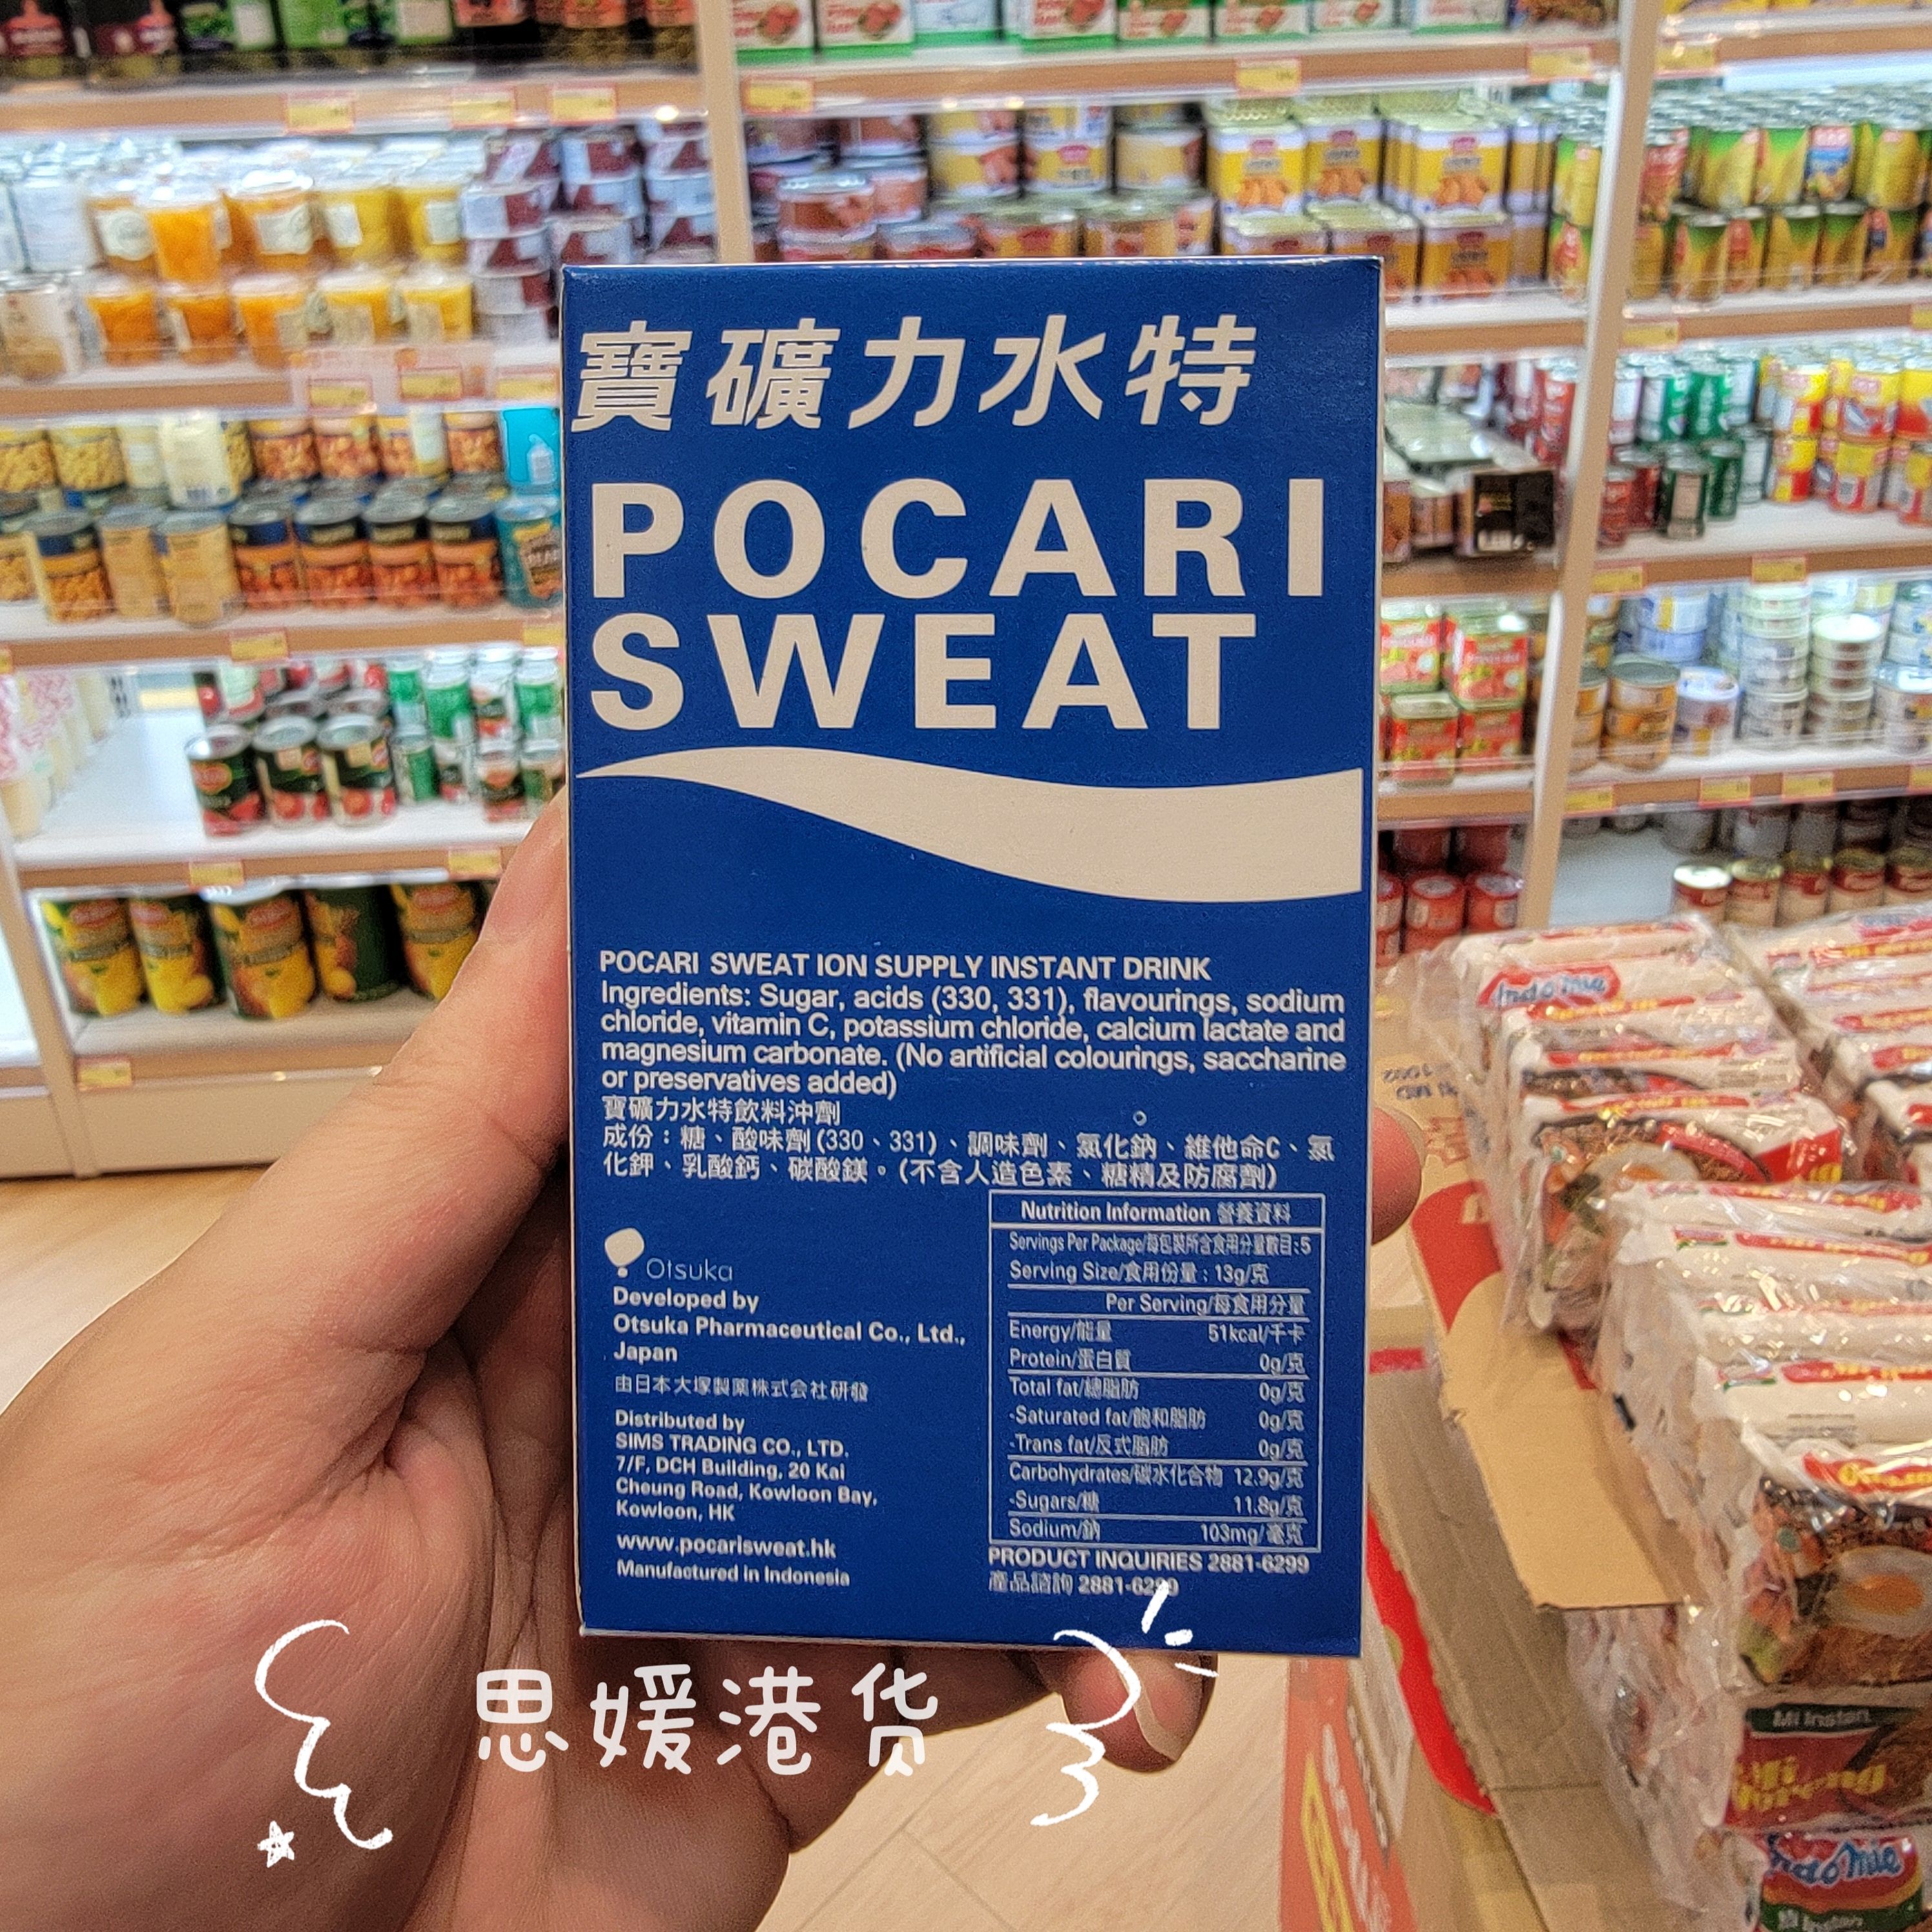 寶礦力水特
POCARI
SWEAT
POCARI SWEAT ION SUPPLY INSTANT DRINK
Ingredients: Sugar, acids (330, 331), flavourings, sodium
chloride, vitamin C, potassium chloride, calcium lactate and
magnesium carbonate. (No artificial colourings, saccharine
or preservatives added)
寶礦力水特飲料沖劑
成份：糖、酸味劑(330、331)、調味劑、氯化鈉、維他命C、氯
化鉀、乳酸鈣、碳酸鎂。(不含人造色素、糖精及防腐劑)
Otsuka
Developed by
Otsuka Pharmaceutical Co., Ltd.,
Japan
由日本大塚製薬株式会社研發
Distributed by
SIMS TRADING CO., LTD.
7/F, DCH Building, 20 Kai
Cheung Road, Kowloon Bay,
Kowloon, HK
www.pocarisweat.hk
Manufactured in Indonesia
Nutrition Information 營養資料
Servings Per Package/每包裝所含食用分量數目:5
Serving Size/食用份量：13g/克
Per Serving/每食用分量
Energy/能量 51kcal/千卡
Protein/蛋白質 0g/克
Total fat/總脂肪 0g/克
-Saturated fat/飽和脂肪 0g/克
-Trans fat/反式脂肪 0g/克
Carbohydrates/碳水化合物 12.9g/克
-Sugars/糖 11.8g/克
Sodium/鈉 103mg/毫克
PRODUCT INQUIRIES 2881-6299
產品諮詢 2881-6299
思媛港货
Indomie
Mi Instan
Mi Goreng
Indomie